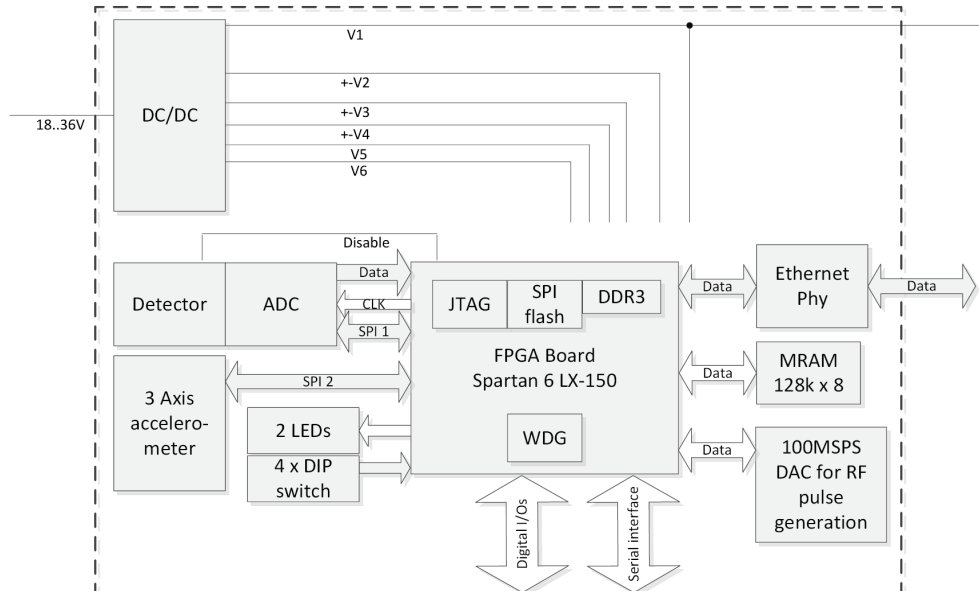 V1
+-V2
DC/DC
+-V3
18..36V
+-V4
V5
V6
Disable
Data
Detector
ADC
CLK
SPI 1
JTAG
SPI
flash
DDR3
FPGA Board
Spartan 6 LX-150
WDG
Data
Ethernet
Phy
Data
3 Axis
accelero-
meter
SPI 2
2 LEDs
4 x DIP
switch
Data
MRAM
128k x 8
Data
100MSPS
DAC for RF
pulse
generation
Digital I/Os
Serial interface